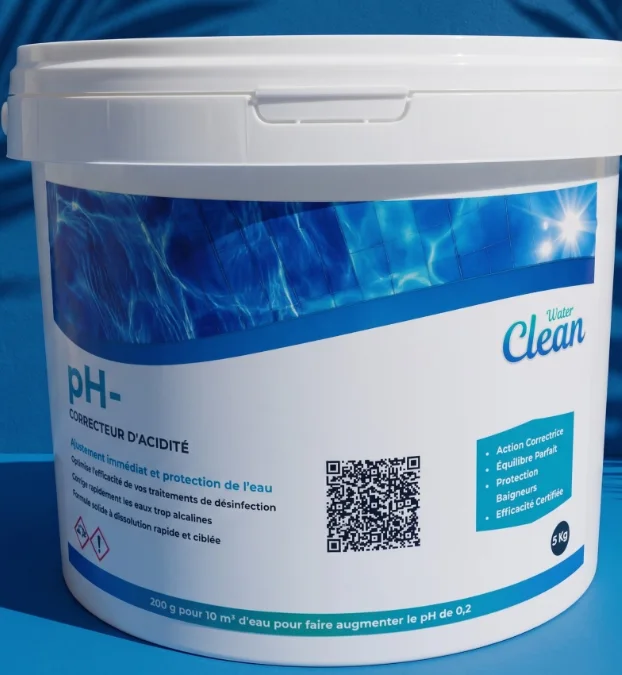 Water
Clean
pH-
CORRECTEUR D'ACIDITÉ
Ajustement immédiat et protection de l'eau
Optimise l'efficacité de vos traitements de désinfection
Corrige rapidement les eaux trop alcalines
Formule solide à dissolution rapide et ciblée
• Action Correctrice
• Équilibre Parfait
• Protection
Baigneurs
• Efficacité Certifiée
5 Kg
200 g pour 10 m³ d'eau pour faire augmenter le pH de 0,2